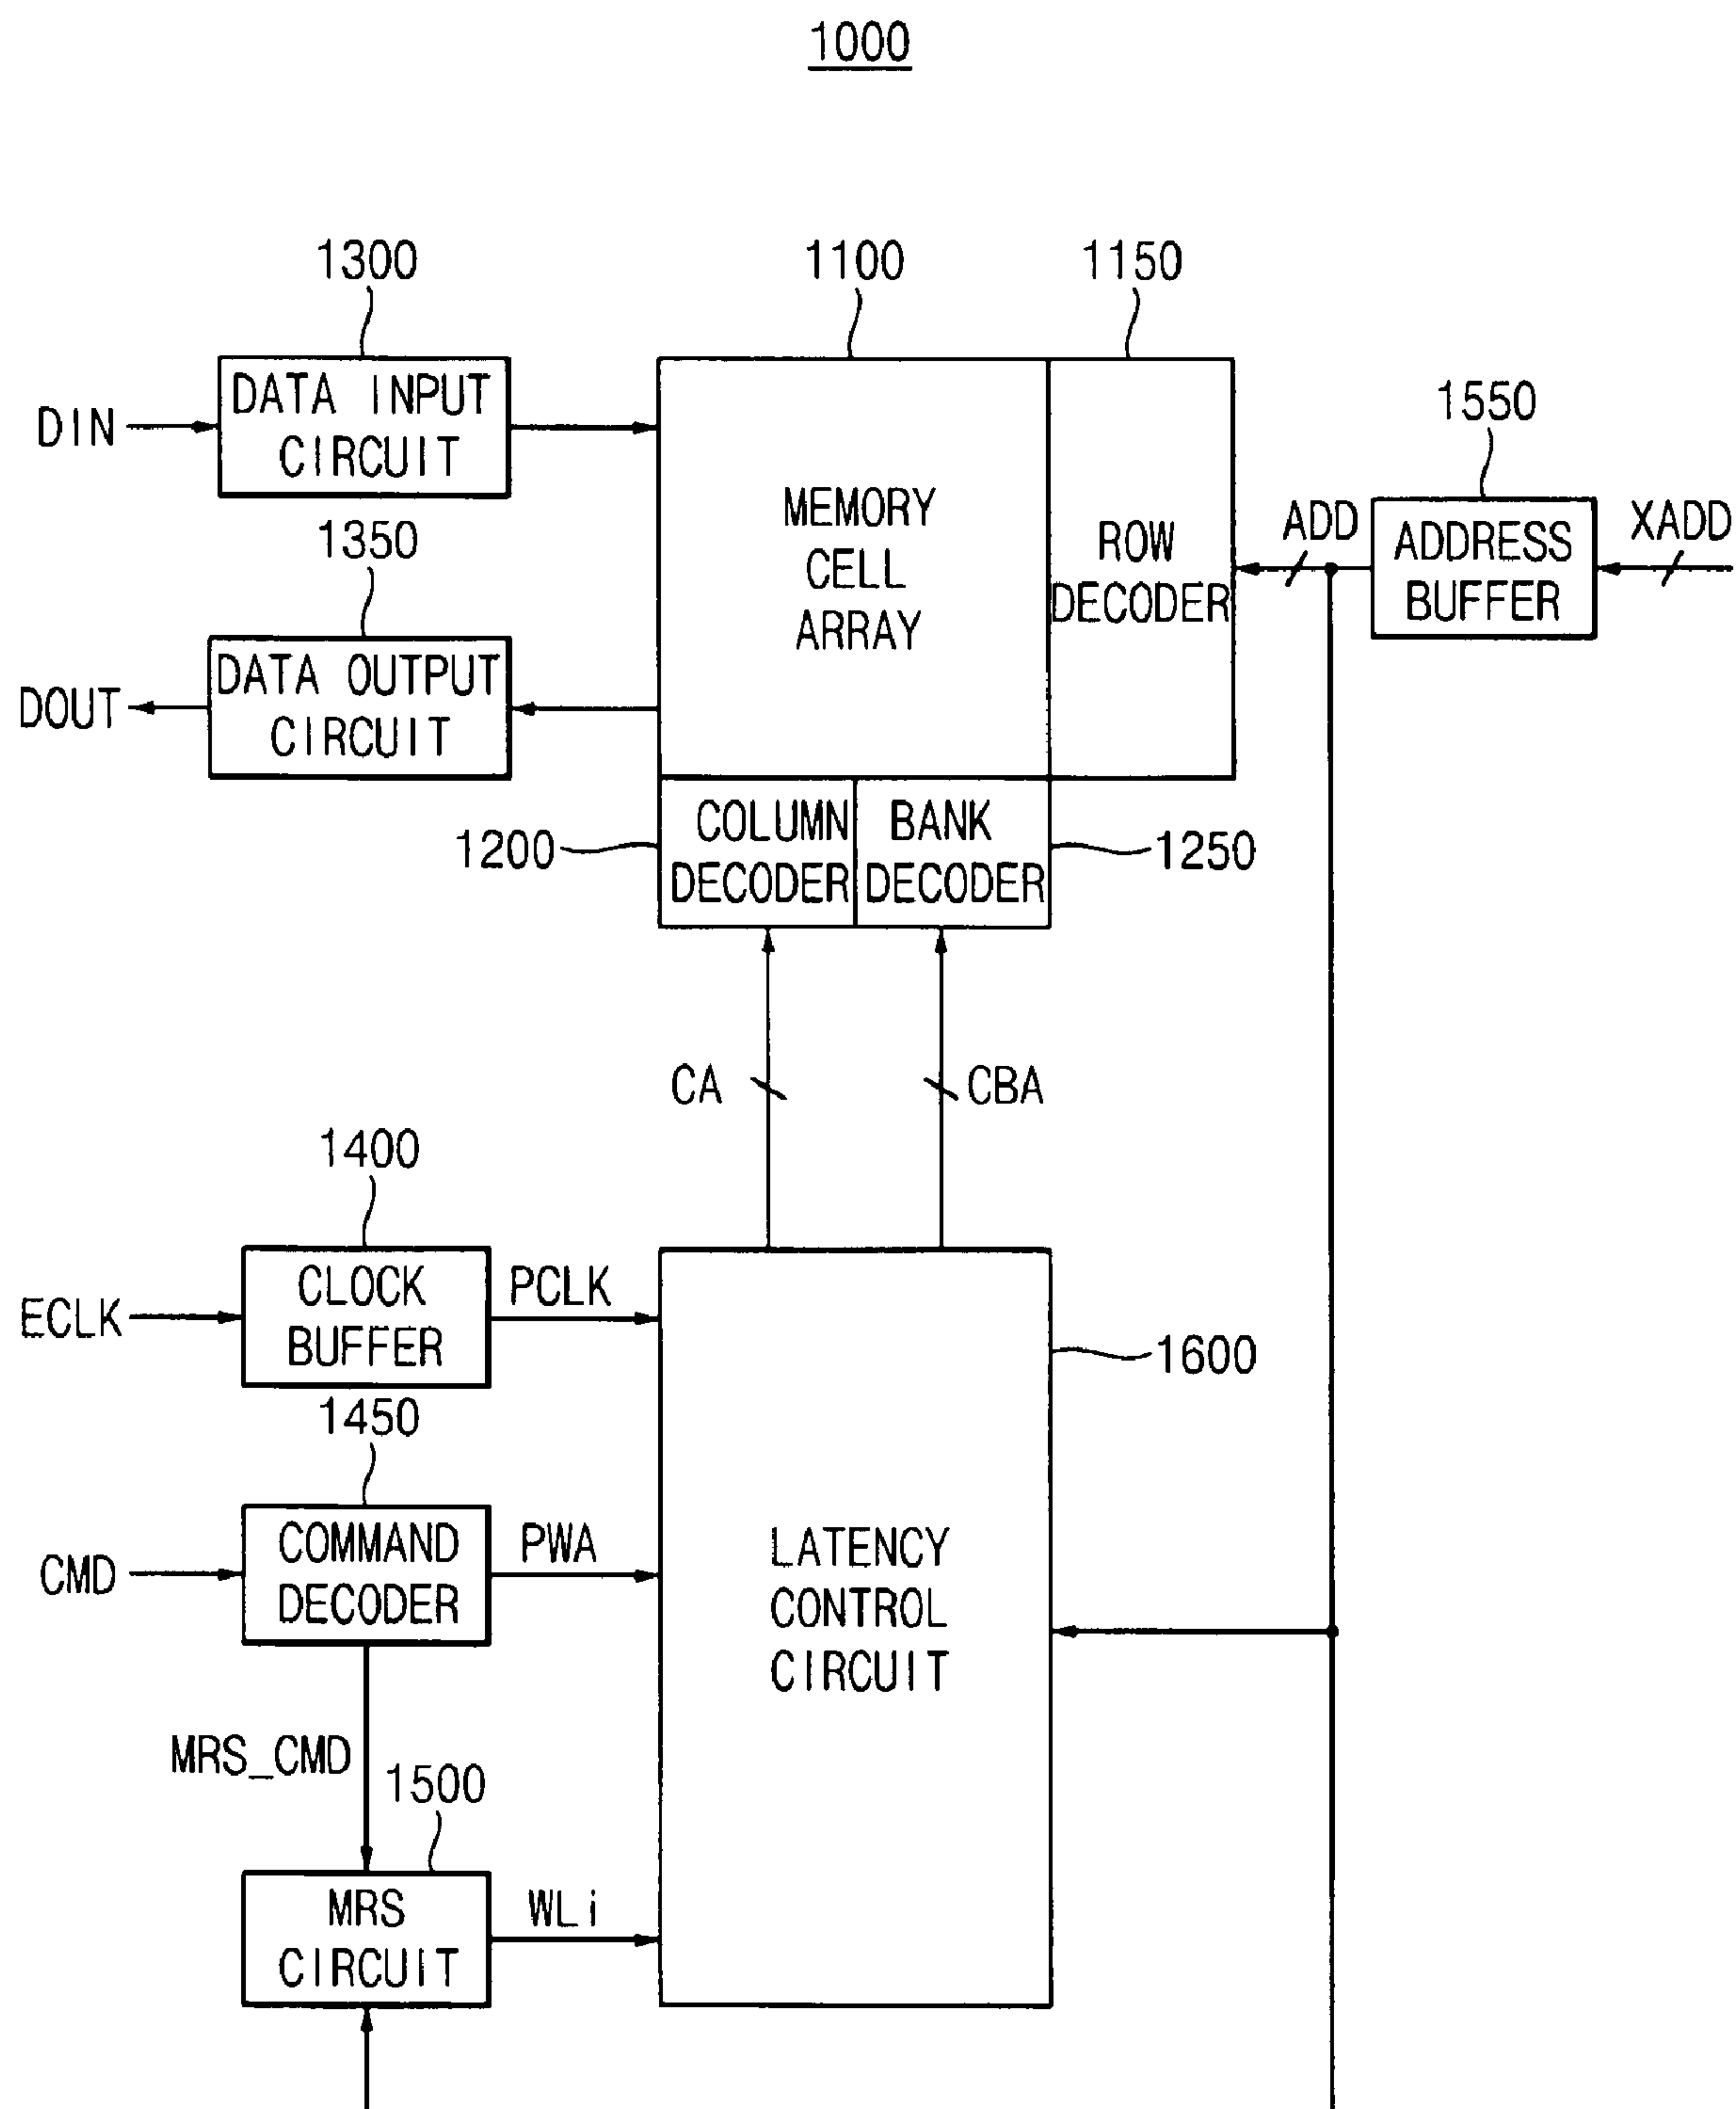 1000
1300
1100
1150
1550
DIN
DATA INPUT
CIRCUIT
MEMORY
CELL
ARRAY
ROW
DECODER
ADD
ADDRESS
BUFFER
XADD
1350
DOUT
DATA OUTPUT
CIRCUIT
1200
COLUMN
DECODER
BANK
DECODER
1250
CA
CBA
1400
ECLK
CLOCK
BUFFER
PCLK
1600
1450
CMD
COMMAND
DECODER
PWA
LATENCY
CONTROL
CIRCUIT
MRS_CMD
1500
MRS
CIRCUIT
WLi